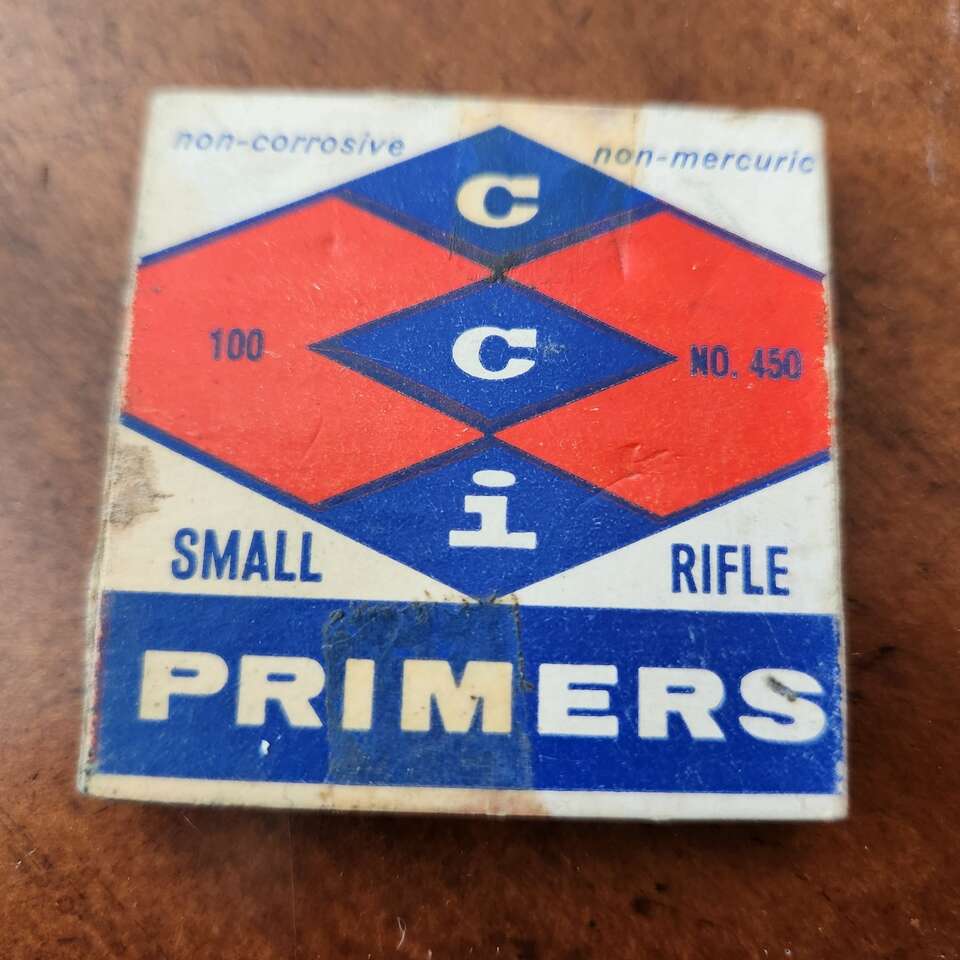 non-corrosive non-mercuric
C
100 C NO. 450
i
SMALL RIFLE
PRIMERS